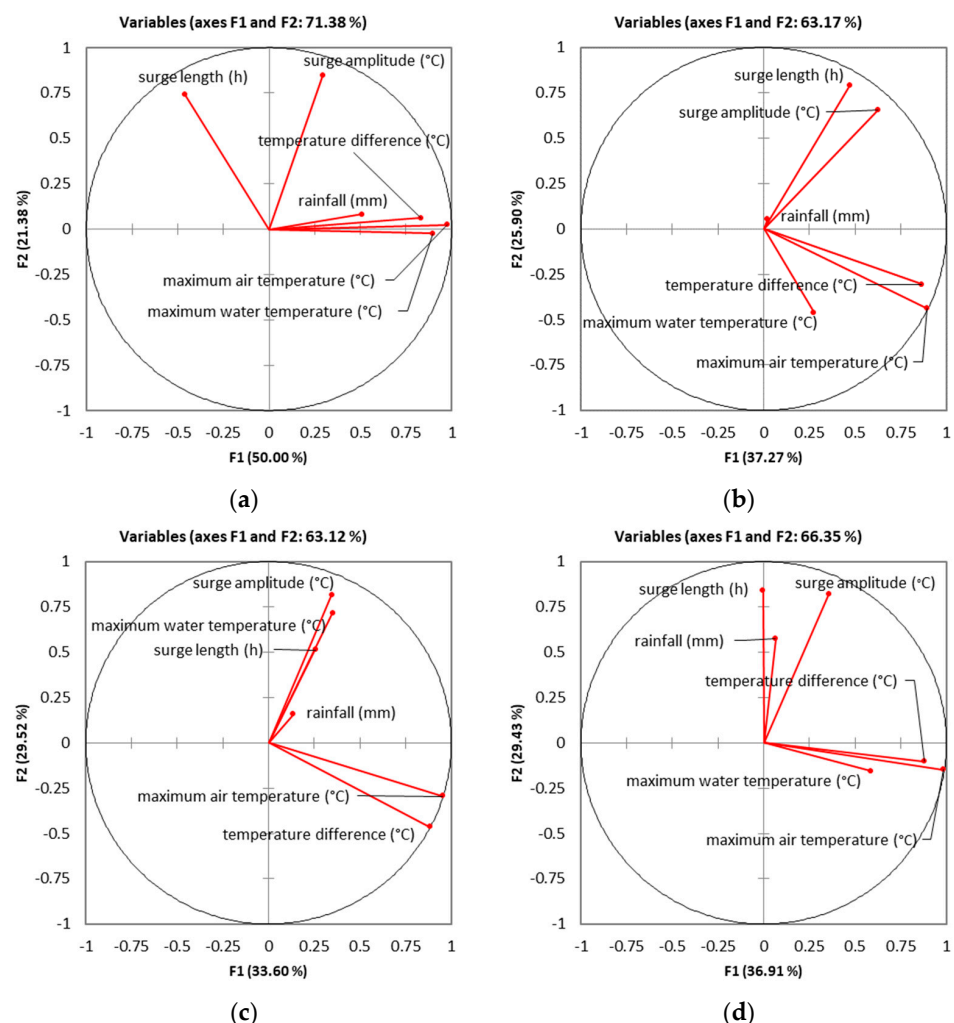 Variables (axes F1 and F2: 71.38 %)
1
0.75
0.5
0.25
0
-0.25
-0.5
-0.75
-1
F2 (21.38 %)
surge amplitude (°C)
surge length (h)
temperature difference (°C)
rainfall (mm)
maximum air temperature (°C)
maximum water temperature (°C)
-1 -0.75 -0.5 -0.25 0 0.25 0.5 0.75 1
F1 (50.00 %)
(a)
Variables (axes F1 and F2: 63.17 %)
1
0.75
0.5
0.25
0
-0.25
-0.5
-0.75
-1
F2 (25.90 %)
surge length (h)
surge amplitude (°C)
rainfall (mm)
temperature difference (°C)
maximum water temperature (°C)
maximum air temperature (°C)
-1 -0.75 -0.5 -0.25 0 0.25 0.5 0.75 1
F1 (37.27 %)
(b)
Variables (axes F1 and F2: 63.12 %)
1
0.75
0.5
0.25
0
-0.25
-0.5
-0.75
-1
F2 (29.52 %)
surge amplitude (°C)
maximum water temperature (°C)
surge length (h)
rainfall (mm)
maximum air temperature (°C)
temperature difference (°C)
-1 -0.75 -0.5 -0.25 0 0.25 0.5 0.75 1
F1 (33.60 %)
(c)
Variables (axes F1 and F2: 66.35 %)
1
0.75
0.5
0.25
0
-0.25
-0.5
-0.75
-1
F2 (29.43 %)
surge length (h)
surge amplitude (°C)
rainfall (mm)
temperature difference (°C)
maximum water temperature (°C)
maximum air temperature (°C)
-1 -0.75 -0.5 -0.25 0 0.25 0.5 0.75 1
F1 (36.91 %)
(d)